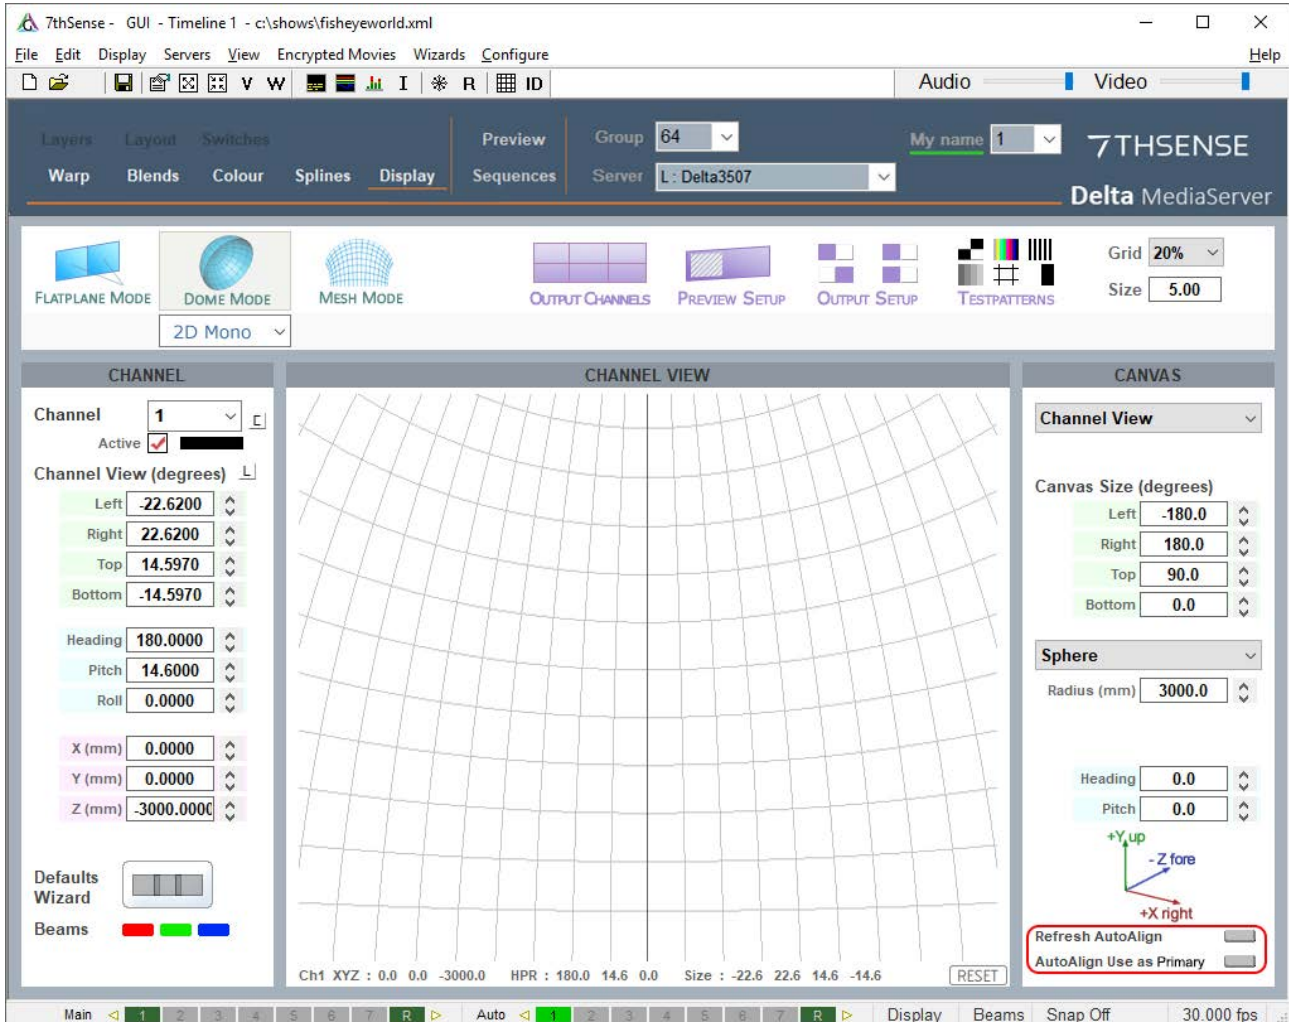 7thSense - GUI - Timeline 1 - c:\shows\fisheyeworld.xml
File Edit Display Servers View Encrypted Movies Wizards Configure Help
V W I R ID Audio Video
Layers Layout Switches Preview Group 64 My name 1 7THSENSE
Warp Blends Colour Splines Display Sequences Server L : Delta3507 Delta MediaServer
FLATPLANE MODE DOME MODE MESH MODE OUTPUT CHANNELS PREVIEW SETUP OUTPUT SETUP TESTPATTERNS
Grid 20%
Size 5.00
2D Mono
CHANNEL
Channel 1 C
Active
Channel View (degrees) L
Left -22.6200
Right 22.6200
Top 14.5970
Bottom -14.5970
Heading 180.0000
Pitch 14.6000
Roll 0.0000
X (mm) 0.0000
Y (mm) 0.0000
Z (mm) -3000.0000
Defaults
Wizard
Beams
CHANNEL VIEW
Ch1 XYZ : 0.0 0.0 -3000.0 HPR : 180.0 14.6 0.0 Size : -22.6 22.6 14.6 -14.6 RESET
CANVAS
Channel View
Canvas Size (degrees)
Left -180.0
Right 180.0
Top 90.0
Bottom 0.0
Sphere
Radius (mm) 3000.0
Heading 0.0
Pitch 0.0
+Y up
- Z fore
+X right
Refresh AutoAlign
AutoAlign Use as Primary
Main 1 2 3 4 5 6 7 R Auto 1 2 3 4 5 6 7 R Display Beams Snap Off 30.000 fps